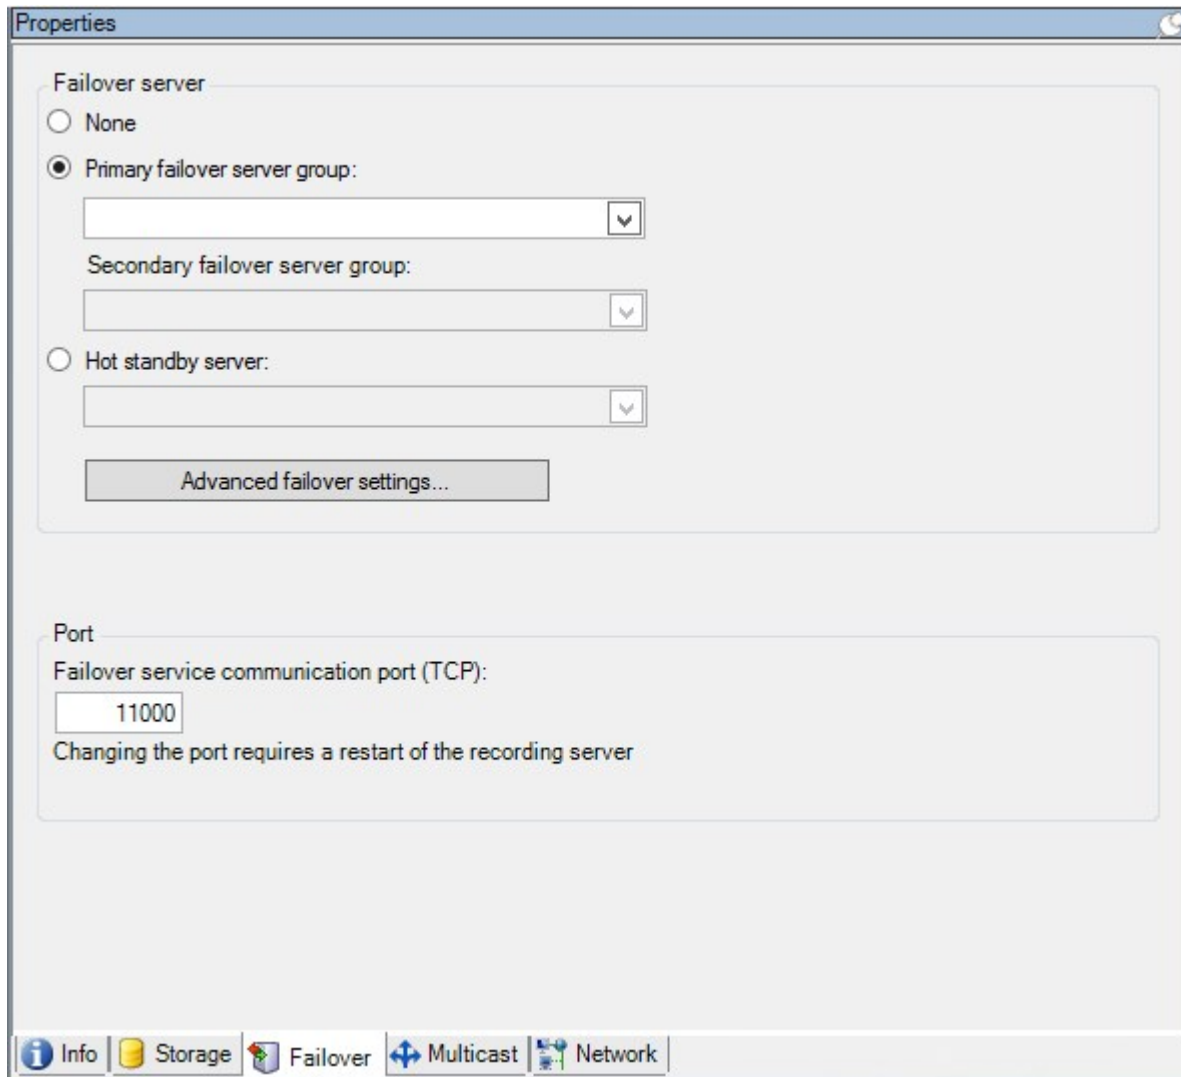 Properties
Failover server
None
Primary failover server group:
Secondary failover server group:
Hot standby server:
Advanced failover settings...
Port
Failover service communication port (TCP):
11000
Changing the port requires a restart of the recording server
Info Storage Failover Multicast Network